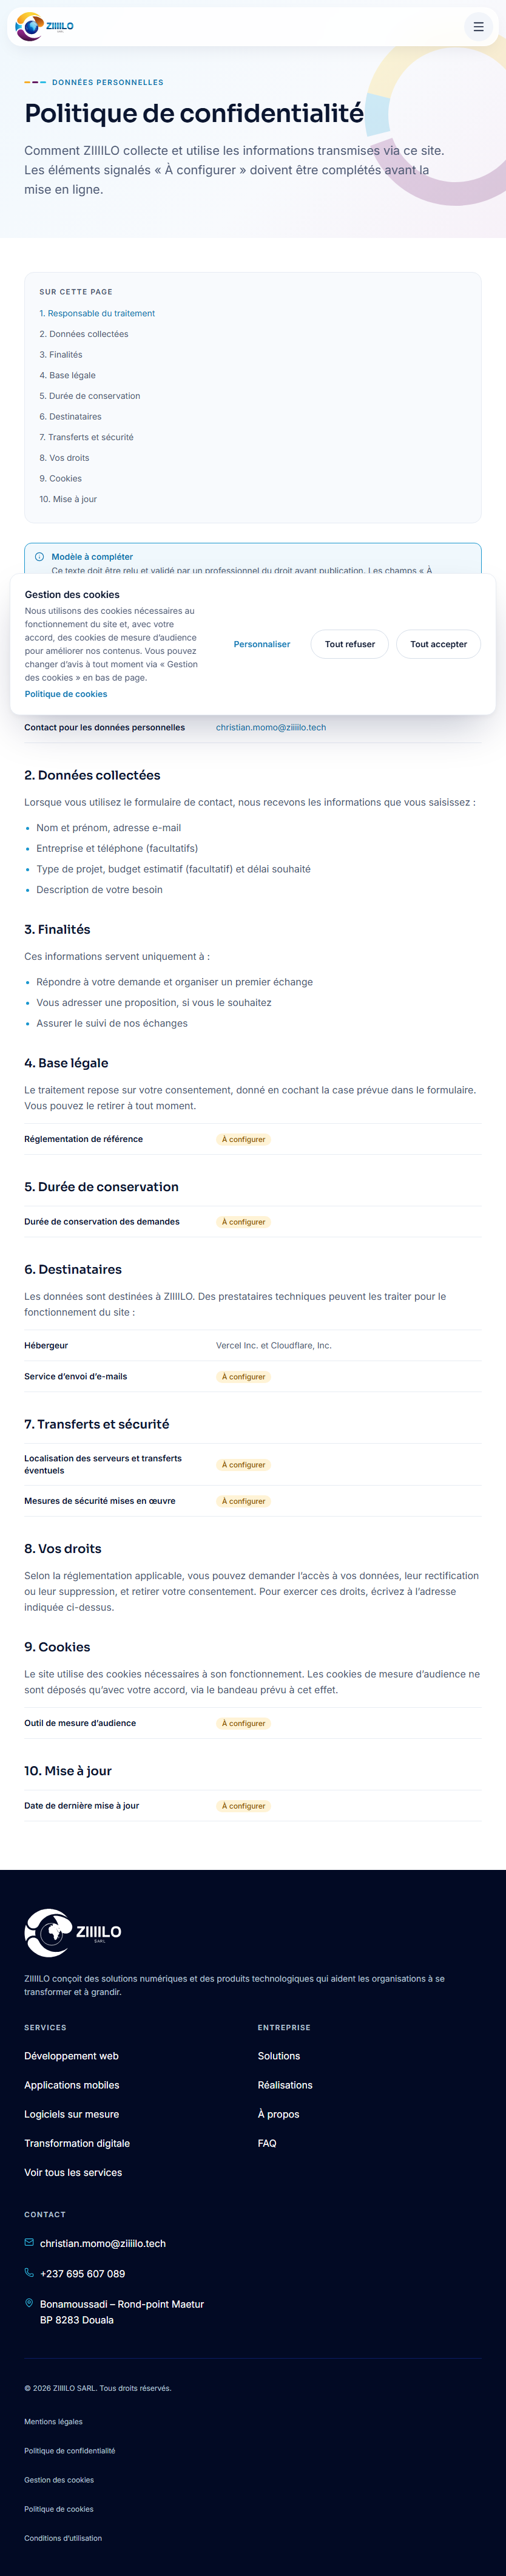 ZIIIILO
SARL
DONNÉES PERSONNELLES
Politique de confidentialité
Comment ZIIIILO collecte et utilise les informations transmises via ce site.
Les éléments signalés « À configurer » doivent être complétés avant la
mise en ligne.
SUR CETTE PAGE
1. Responsable du traitement
2. Données collectées
3. Finalités
4. Base légale
5. Durée de conservation
6. Destinataires
7. Transferts et sécurité
8. Vos droits
9. Cookies
10. Mise à jour
Modèle à compléter
Ce texte doit être relu et validé par un professionnel du droit avant publication. Les champs « À
Gestion des cookies
Nous utilisons des cookies nécessaires au
fonctionnement du site et, avec votre
accord, des cookies de mesure d’audience
pour améliorer nos contenus. Vous pouvez
changer d’avis à tout moment via « Gestion
des cookies » en bas de page.
Politique de cookies
Personnaliser
Tout refuser
Tout accepter
Contact pour les données personnelles
christian.momo@ziiiilo.tech
2. Données collectées
Lorsque vous utilisez le formulaire de contact, nous recevons les informations que vous saisissez :
• Nom et prénom, adresse e-mail
• Entreprise et téléphone (facultatifs)
• Type de projet, budget estimatif (facultatif) et délai souhaité
• Description de votre besoin
3. Finalités
Ces informations servent uniquement à :
• Répondre à votre demande et organiser un premier échange
• Vous adresser une proposition, si vous le souhaitez
• Assurer le suivi de nos échanges
4. Base légale
Le traitement repose sur votre consentement, donné en cochant la case prévue dans le formulaire.
Vous pouvez le retirer à tout moment.
Réglementation de référence
À configurer
5. Durée de conservation
Durée de conservation des demandes
À configurer
6. Destinataires
Les données sont destinées à ZIIIILO. Des prestataires techniques peuvent les traiter pour le
fonctionnement du site :
Hébergeur
Vercel Inc. et Cloudflare, Inc.
Service d’envoi d’e-mails
À configurer
7. Transferts et sécurité
Localisation des serveurs et transferts
éventuels
À configurer
Mesures de sécurité mises en œuvre
À configurer
8. Vos droits
Selon la réglementation applicable, vous pouvez demander l’accès à vos données, leur rectification
ou leur suppression, et retirer votre consentement. Pour exercer ces droits, écrivez à l’adresse
indiquée ci-dessus.
9. Cookies
Le site utilise des cookies nécessaires à son fonctionnement. Les cookies de mesure d’audience ne
sont déposés qu’avec votre accord, via le bandeau prévu à cet effet.
Outil de mesure d’audience
À configurer
10. Mise à jour
Date de dernière mise à jour
À configurer
ZIIIILO
SARL
ZIIIILO conçoit des solutions numériques et des produits technologiques qui aident les organisations à se
transformer et à grandir.
SERVICES
Développement web
Applications mobiles
Logiciels sur mesure
Transformation digitale
Voir tous les services
ENTREPRISE
Solutions
Réalisations
À propos
FAQ
CONTACT
christian.momo@ziiiilo.tech
+237 695 607 089
Bonamoussadi – Rond-point Maetur
BP 8283 Douala
© 2026 ZIIIILO SARL. Tous droits réservés.
Mentions légales
Politique de confidentialité
Gestion des cookies
Politique de cookies
Conditions d’utilisation